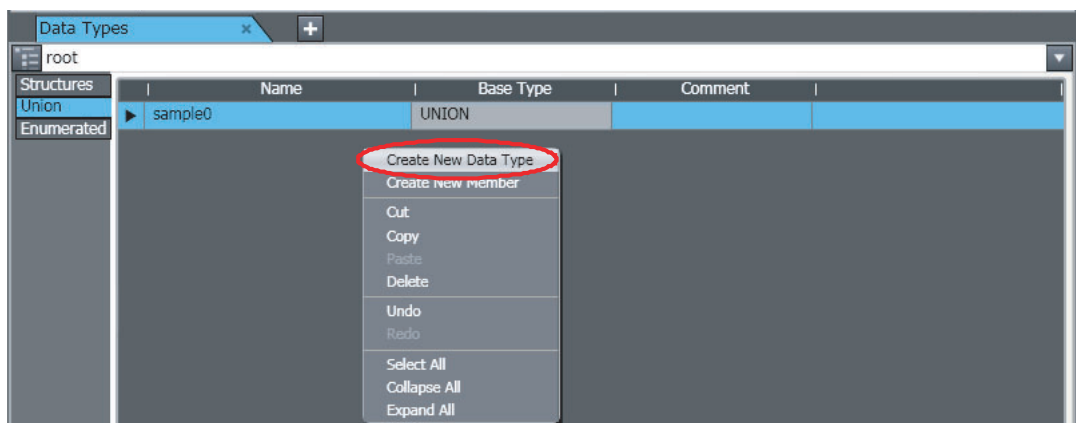 Data Types × +
root
Structures
Name Base Type Comment
Union
sample0 UNION
Enumerated
Create New Data Type
Create New Member
Cut
Copy
Paste
Delete
Undo
Redo
Select All
Collapse All
Expand All